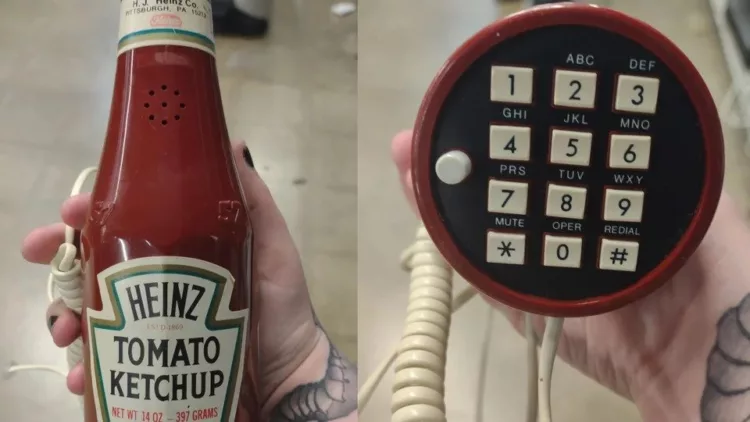 H.J. Heinz Co.
PITTSBURGH, PA 15212
HEINZ
TOMATO
KETCHUP
NET WT 14 OZ – 397 GRAMS
ABC DEF
1 2 3
GHI JKL MNO
4 5 6
PRS TUV WXY
7 8 9
MUTE OPER REDIAL
* 0 #